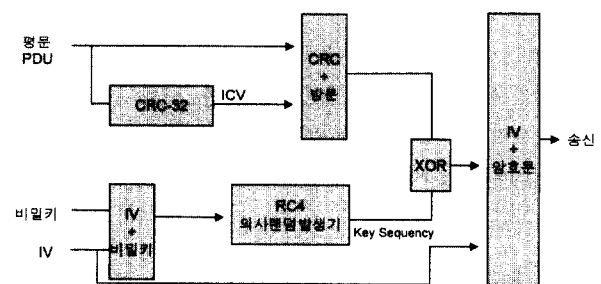 평문
PDU
CRC-32
ICV
CRC
+
평문
비밀키
IV
IV
+
비밀키
RC4
의사랜덤발생기
Key Sequency
XOR
IV
+
암호문
송신